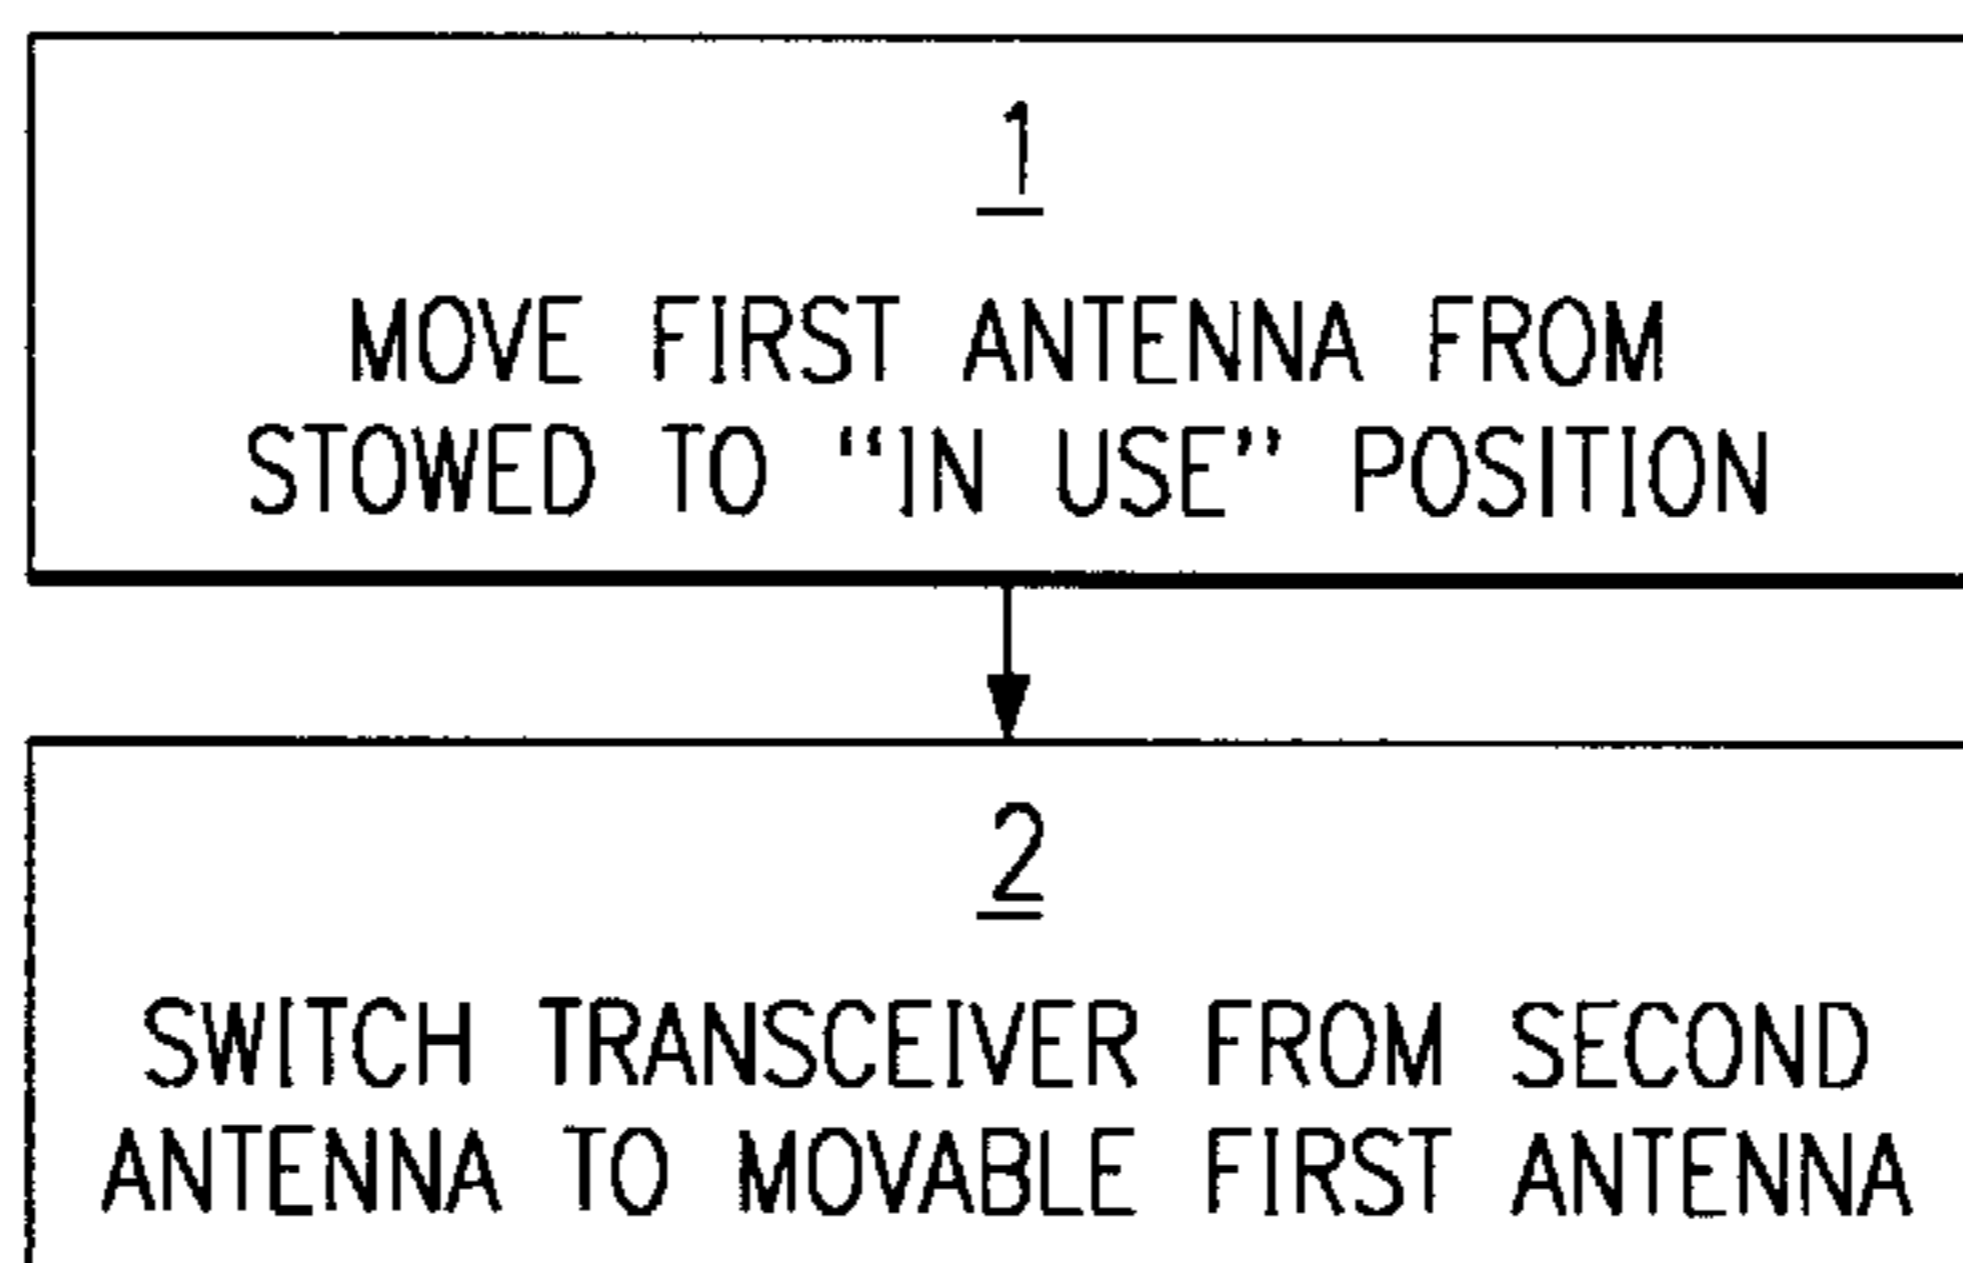 1
MOVE FIRST ANTENNA FROM
STOWED TO “IN USE” POSITION
2
SWITCH TRANSCEIVER FROM SECOND
ANTENNA TO MOVABLE FIRST ANTENNA